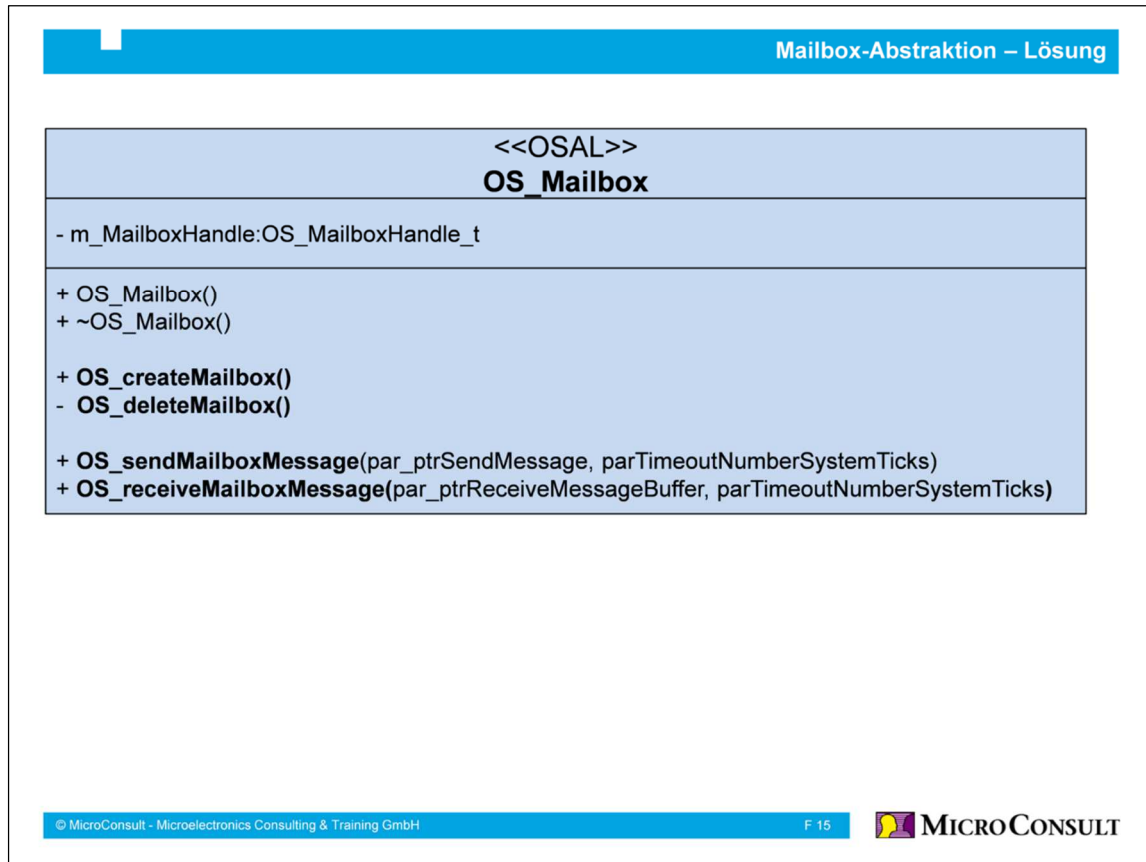 Mailbox-Abstraktion – Lösung
<<OSAL>>
OS_Mailbox
- m_MailboxHandle:OS_MailboxHandle_t
+ OS_Mailbox()
+ ~OS_Mailbox()
+ OS_createMailbox()
- OS_deleteMailbox()
+ OS_sendMailboxMessage(par_ptrSendMessage, parTimeoutNumberSystemTicks)
+ OS_receiveMailboxMessage(par_ptrReceiveMessageBuffer, parTimeoutNumberSystemTicks)
© MicroConsult - Microelectronics Consulting & Training GmbH
F 15
MICROCONSULT